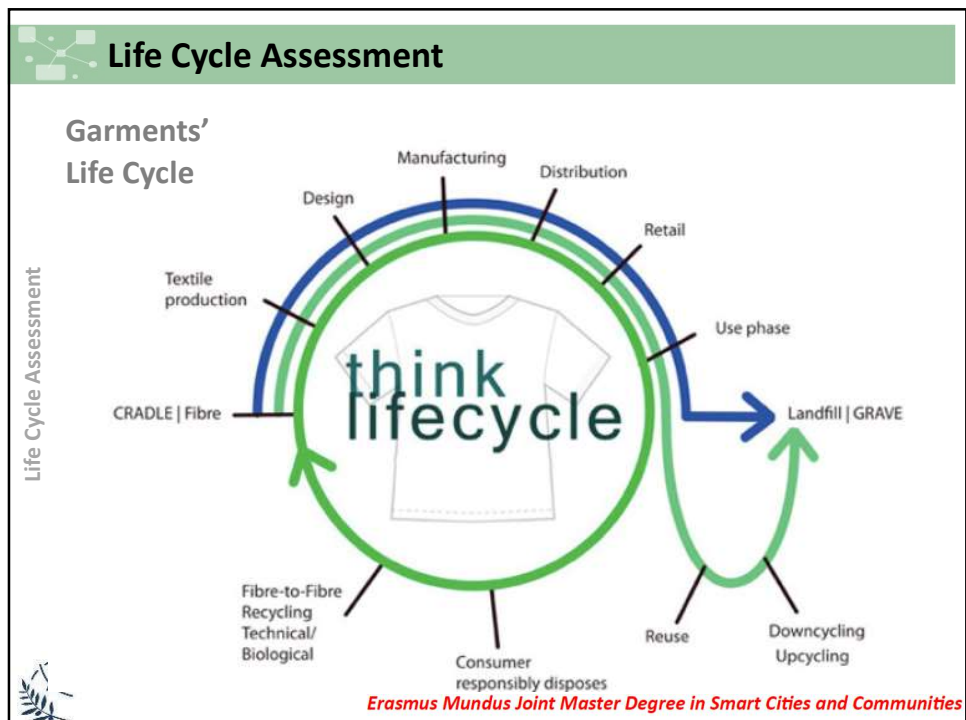 Life Cycle Assessment
Garments’
Life Cycle
Manufacturing
Distribution
Design
Retail
Textile
production
Use phase
CRADLE | Fibre
think
lifecycle
Landfill | GRAVE
Life Cycle Assessment
Fibre-to-Fibre
Recycling
Technical/
Biological
Consumer
responsibly disposes
Reuse
Downcycling
Upcycling
Erasmus Mundus Joint Master Degree in Smart Cities and Communities